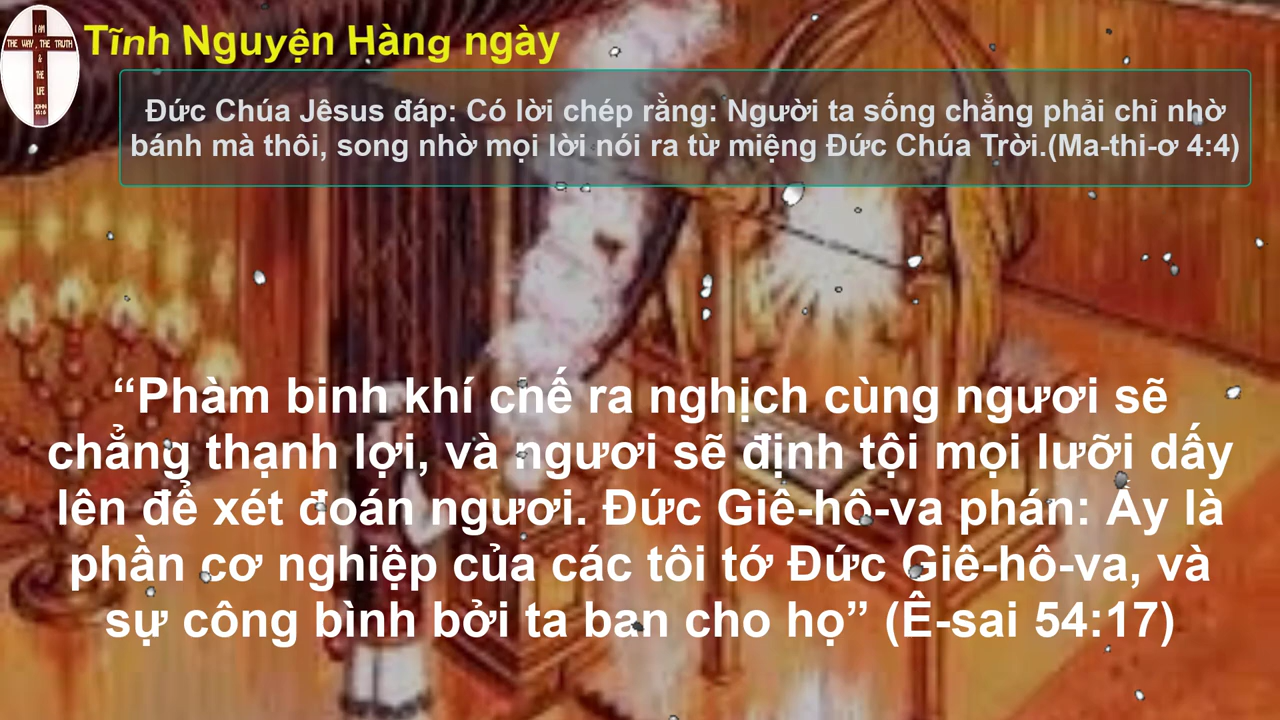 I AM
THE WAY, THE TRUTH
&
THE
LIFE
JOHN
14:6
Tĩnh Nguyện Hàng ngày
Đức Chúa Jêsus đáp: Có lời chép rằng: Người ta sống chẳng phải chỉ nhờ
bánh mà thôi, song nhờ mọi lời nói ra từ miệng Đức Chúa Trời.(Ma-thi-ơ 4:4)
“Phàm binh khí chế ra nghịch cùng ngươi sẽ
chẳng thạnh lợi, và ngươi sẽ định tội mọi lưỡi dấy
lên để xét đoán ngươi. Đức Giê-hô-va phán: Ấy là
phần cơ nghiệp của các tôi tớ Đức Giê-hô-va, và
sự công bình bởi ta ban cho họ” (Ê-sai 54:17)